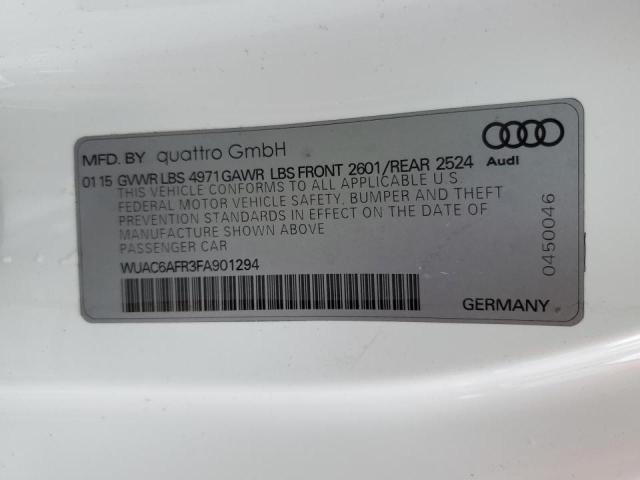 MFD. BY quattro GmbH
Audi
01 15 GVWR LBS 4971 GAWR LBS FRONT 2601/REAR 2524
THIS VEHICLE CONFORMS TO ALL APPLICABLE U S
FEDERAL MOTOR VEHICLE SAFETY, BUMPER AND THEFT
PREVENTION STANDARDS IN EFFECT ON THE DATE OF
MANUFACTURE SHOWN ABOVE
PASSENGER CAR
WUAC6AFR3FA901294
GERMANY
0450046